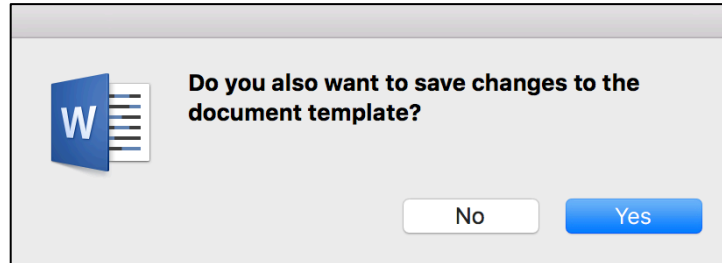 Do you also want to save changes to the
document template?
W
No
Yes